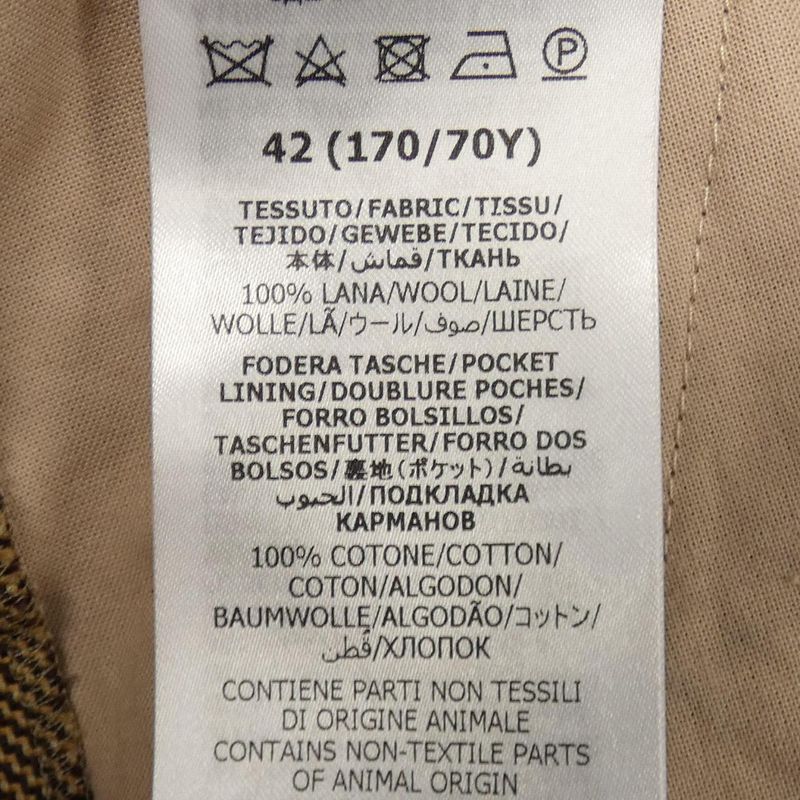 42 (170/70Y)
TESSUTO/FABRIC/TISSU/
TEJIDO/GEWEBE/TECIDO/
本体/قماش/ТКАНЬ
100% LANA/WOOL/LAINE/
WOLLE/LÃ/ウール/صوف/ШЕРСТЬ
FODERA TASCHE/POCKET
LINING/DOUBLURE POCHES/
FORRO BOLSILLOS/
TASCHENFUTTER/FORRO DOS
BOLSOS/裏地(ポケット)/بطانة
الجيوب/ПОДКЛАДКА
КАРМАНОВ
100% COTONE/COTTON/
COTON/ALGODON/
BAUMWOLLE/ALGODÃO/コットン/
قُطن/ХЛОПОК
CONTIENE PARTI NON TESSILI
DI ORIGINE ANIMALE
CONTAINS NON-TEXTILE PARTS
OF ANIMAL ORIGIN